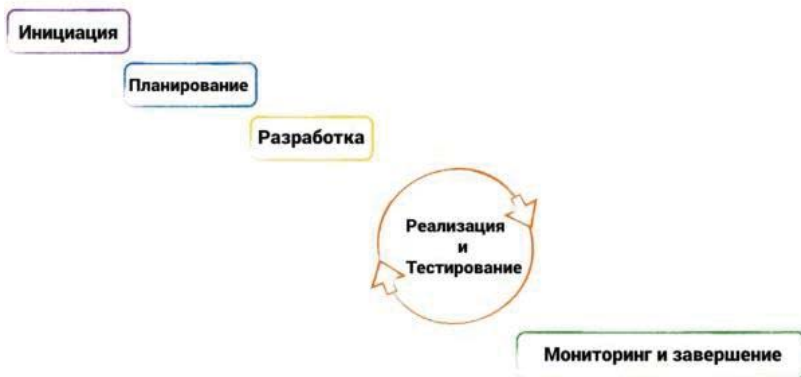 Инициация
Планирование
Разработка
Реализация
и
Тестирование
Мониторинг и завершение